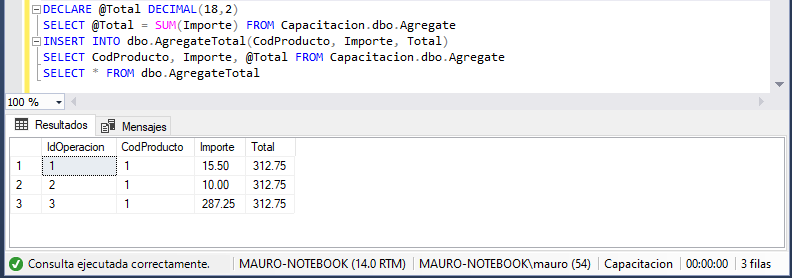 DECLARE @Total DECIMAL(18,2)
SELECT @Total = SUM(Importe) FROM Capacitacion.dbo.Agregate
INSERT INTO dbo.AgregateTotal(CodProducto, Importe, Total)
SELECT CodProducto, Importe, @Total FROM Capacitacion.dbo.Agregate
SELECT * FROM dbo.AgregateTotal
100 %
Resultados Mensajes
IdOperacion CodProducto Importe Total
1 1 1 15.50 312.75
2 2 1 10.00 312.75
3 3 1 287.25 312.75
Consulta ejecutada correctamente. MAURO-NOTEBOOK (14.0 RTM) MAURO-NOTEBOOK\mauro (54) Capacitacion 00:00:00 3 filas